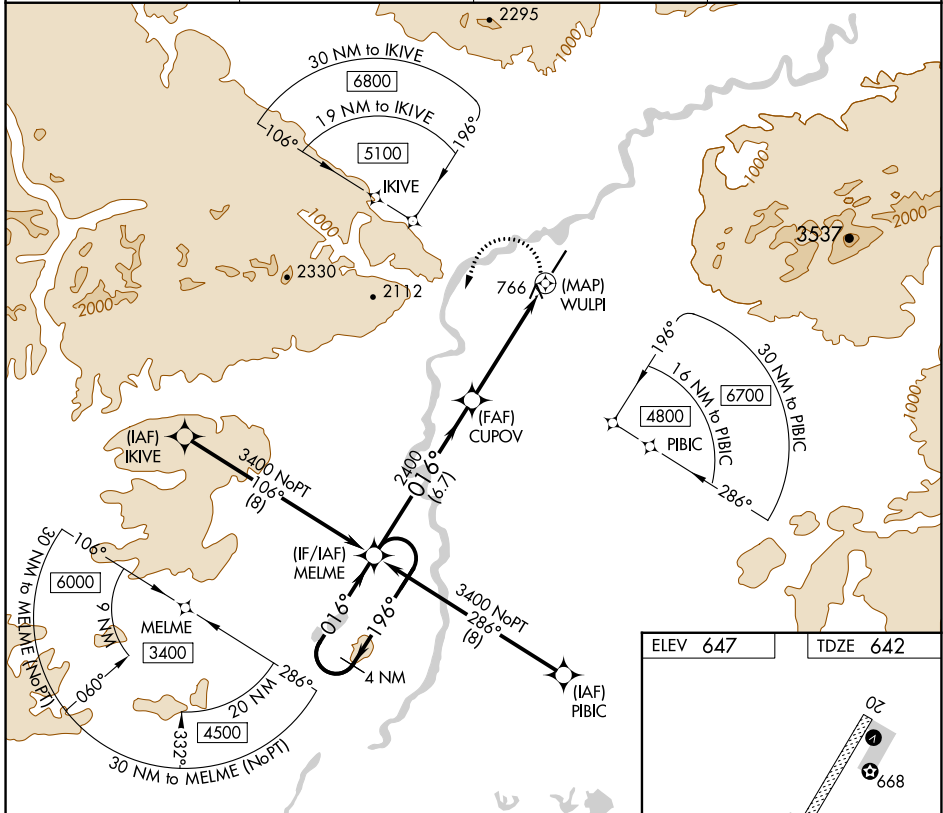 2295
1000
30 NM to IKIVE
6800
19 NM to IKIVE
106°
196°
5100
IKIVE
1000
1000
2000
3537
2330
2112
2000
766
(MAP)
WULPI
196°
30 NM to PIBIC
16 NM to PIBIC
6700
4800
PIBIC
286°
1000
(FAF)
CUPOV
(IAF)
IKIVE
3400 NoPT
106°
(8)
2400
016°
(6.7)
(IF/IAF)
MELME
016°
196°
4 NM
3400 NoPT
286°
(8)
(IAF)
PIBIC
30 NM to MELME (NoPT)
106°
6000
9 NM
MELME
3400
060°
286°
20 NM
4500
332°
30 NM to MELME (NoPT)
ELEV 647
TDZE 642
20
V
668